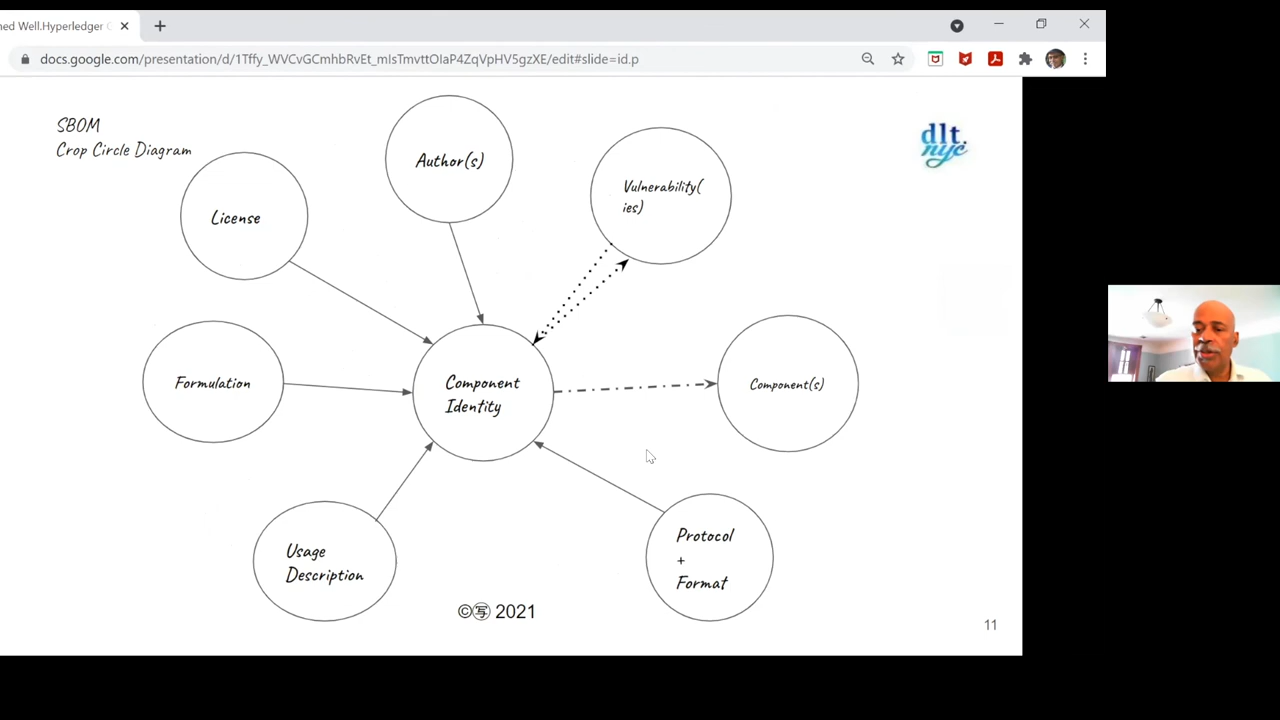 ned Well.Hyperledger
docs.google.com/presentation/d/1Tffy_WVCvGCmhbRvEt_mIsTmvttOIaP4ZqVpHV5gzXE/edit#slide=id.p
SBOM
Crop Circle Diagram
dlt.
nyc
Author(s)
Vulnerability(
ies)
License
Formulation
Component
Identity
Component(s)
Usage
Description
Protocol
+
Format
©写 2021
11